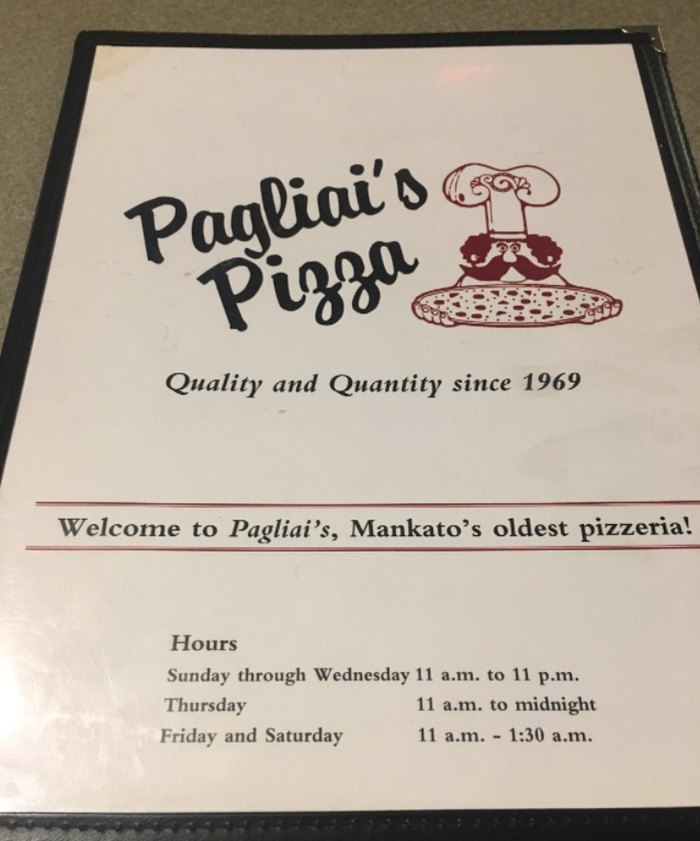 Pagliai's
Pizza
Quality and Quantity since 1969
Welcome to Pagliai's, Mankato's oldest pizzeria!
Hours
Sunday through Wednesday 11 a.m. to 11 p.m.
Thursday 11 a.m. to midnight
Friday and Saturday 11 a.m. - 1:30 a.m.